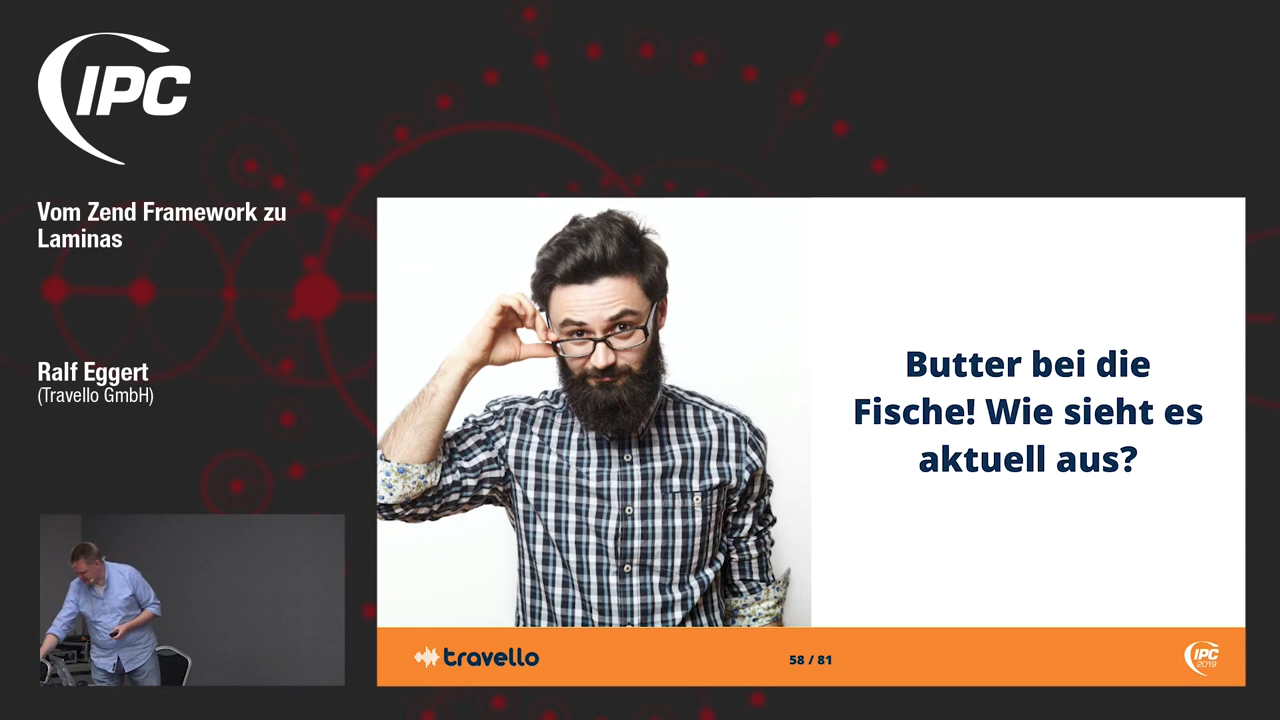 IPC
Vom Zend Framework zu
Laminas
Ralf Eggert
(Travello GmbH)
Butter bei die
Fische! Wie sieht es
aktuell aus?
travello
58 / 81
IPC
2019